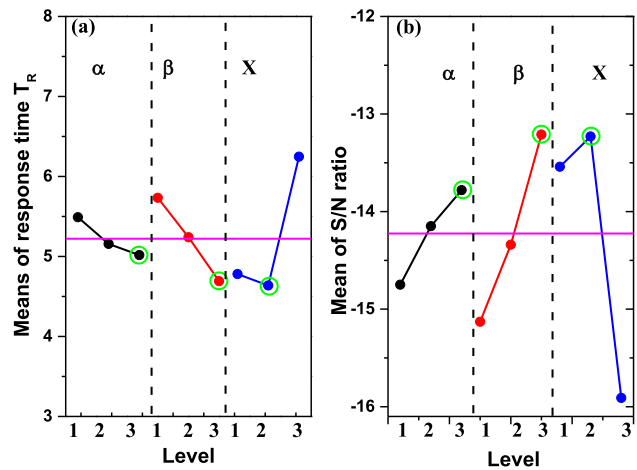 (a)
α β X
Means of response time T_R
8
7
6
5
4
3
1 2 3 1 2 3 1 2 3
Level
(b)
α β X
Mean of S/N ratio
-12
-13
-14
-15
-16
1 2 3 1 2 3 1 2 3
Level